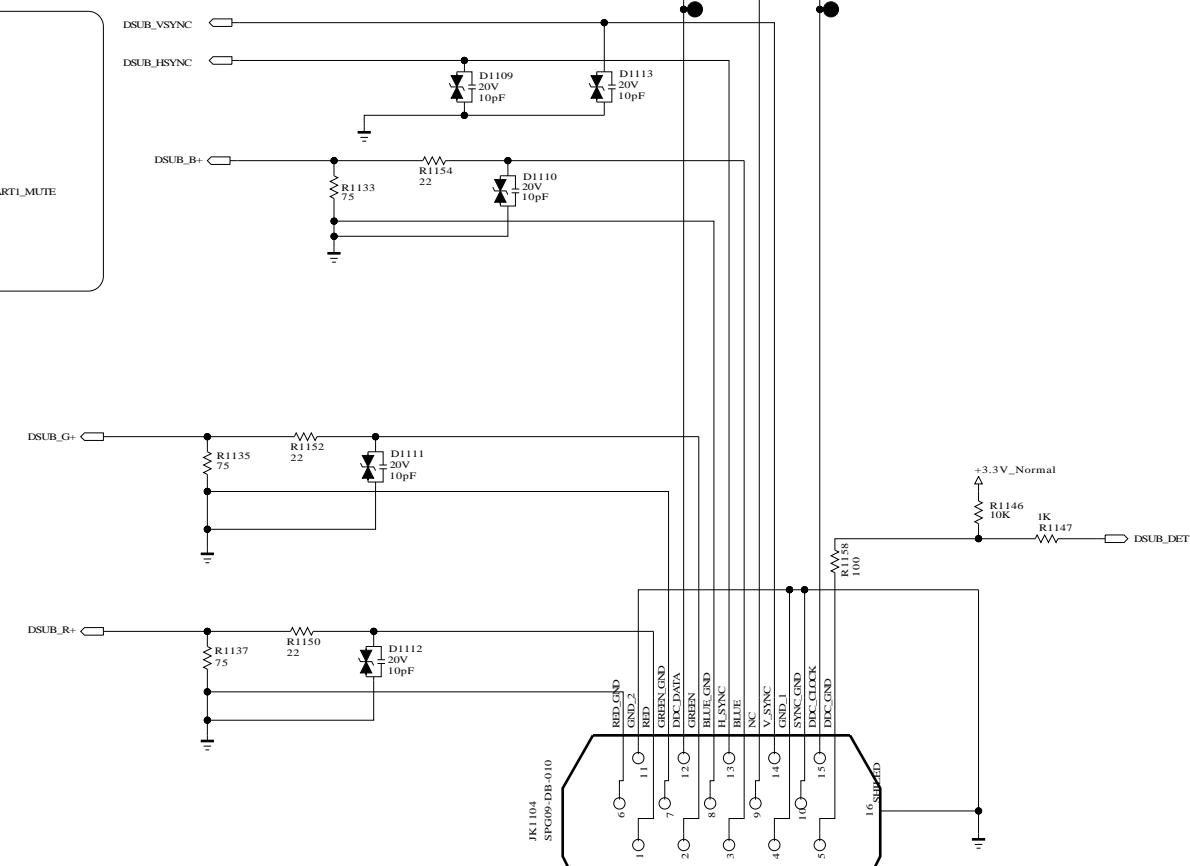 DSUB_VSYNC
DSUB_HSYNC
D1109
20V
10pF
D1113
20V
10pF
DSUB_B+
R1154
22
D1110
20V
10pF
R1133
75
ART1_MUTE
DSUB_G+
R1152
22
D1111
20V
10pF
R1135
75
+3.3V_Normal
R1146
10K
1K
R1147
DSUB_DET
R1158
100
DSUB_R+
R1150
22
D1112
20V
10pF
R1137
75
RED_GND
GND_2
RED
GREEN_GND
DDC_DATA
GREEN
BLUE_GND
H_SYNC
BLUE
NC
V_SYNC
GND_1
SYNC_GND
DDC_CLOCK
DDC_GND
11
12
13
14
15
6
7
8
9
10
16
SHILED
1
2
3
4
5
JK1104
SPG09-DB-010